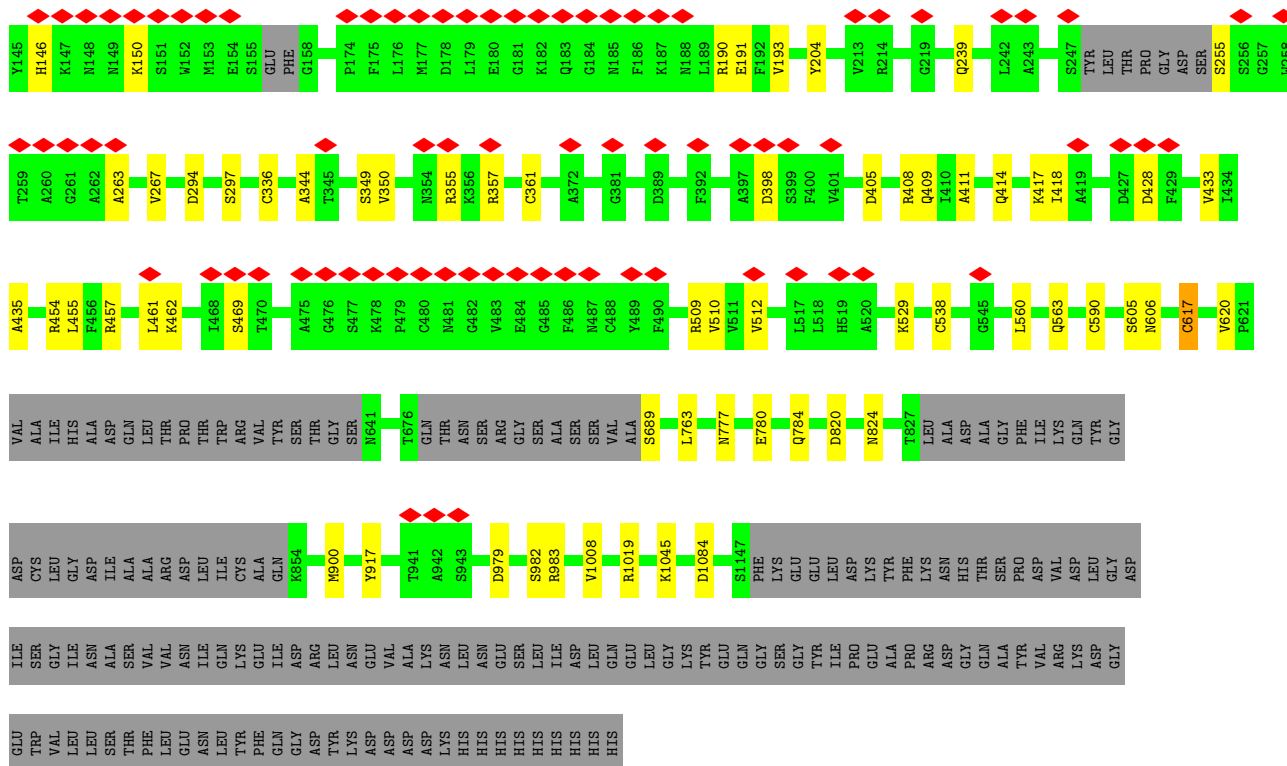 Y145 H146 K147 N148 N149 K150 S151 W152 M153 E154 S155 GLU PHE G158 P174 F175 L176 M177 D178 L179 E180 G181 K182 Q183 G184 N185 F186 K187 N188 L189 R190 E191 F192 V193 Y204 V213 R214 G219 Q239 L242 A243 S247 TYR LEU THR PRO GLY ASP SER S255 S256 G257 W258
T259 A260 G261 A262 A263 V267 D294 S297 C336 A344 T345 S349 V350 N354 R355 K356 R357 C361 A372 G381 D389 F392 A397 D398 S399 F400 V401 D405 R408 Q409 I410 A411 Q414 K417 I418 A419 D427 D428 F429 V433 I434
A435 R454 L455 F456 R457 L461 K462 I468 S469 T470 A475 G476 S477 K478 P479 C480 N481 G482 V483 E484 G485 F486 N487 C488 Y489 F490 R509 V510 V511 V512 L517 L518 H519 A520 K529 C538 G545 L560 Q563 C590 S605 N606 C617 V620 P621
VAL ALA ILE HIS ALA ASP GLN LEU THR PRO THR TRP ARG VAL TYR SER THR GLY SER N641 T676 GLN THR ASN SER ARG GLY SER ALA SER SER VAL ALA S689 L763 N777 E780 Q784 D820 N824 T827 LEU ALA ASP ALA GLY PHE ILE LYS GLN TYR GLY
ASP CYS LEU GLY ASP ILE ALA ALA ARG ASP LEU ILE CYS ALA GLN K854 M900 Y917 T941 A942 S943 D979 S982 R983 V1008 R1019 K1045 D1084 S1147 PHE LYS GLU GLU LEU ASP LYS TYR PHE LYS ASN HIS THR SER PRO ASP VAL ASP LEU GLY ASP
ILE SER GLY ILE ASN ALA SER VAL VAL ASN ILE GLN LYS GLU ILE ASP ARG LEU ASN GLU VAL ALA LYS ASN LEU ASN GLU SER LEU ILE ASP LEU GLN GLU LEU GLY LYS TYR GLU GLN GLY SER GLY TYR ILE PRO GLU ALA PRO ARG ASP GLY GLN ALA TYR VAL ARG LYS ASP GLY
GLU TRP VAL LEU LEU SER THR PHE LEU GLU ASN LEU TYR PHE GLN GLY ASP TYR LYS ASP ASP ASP ASP LYS HIS HIS HIS HIS HIS HIS HIS HIS HIS